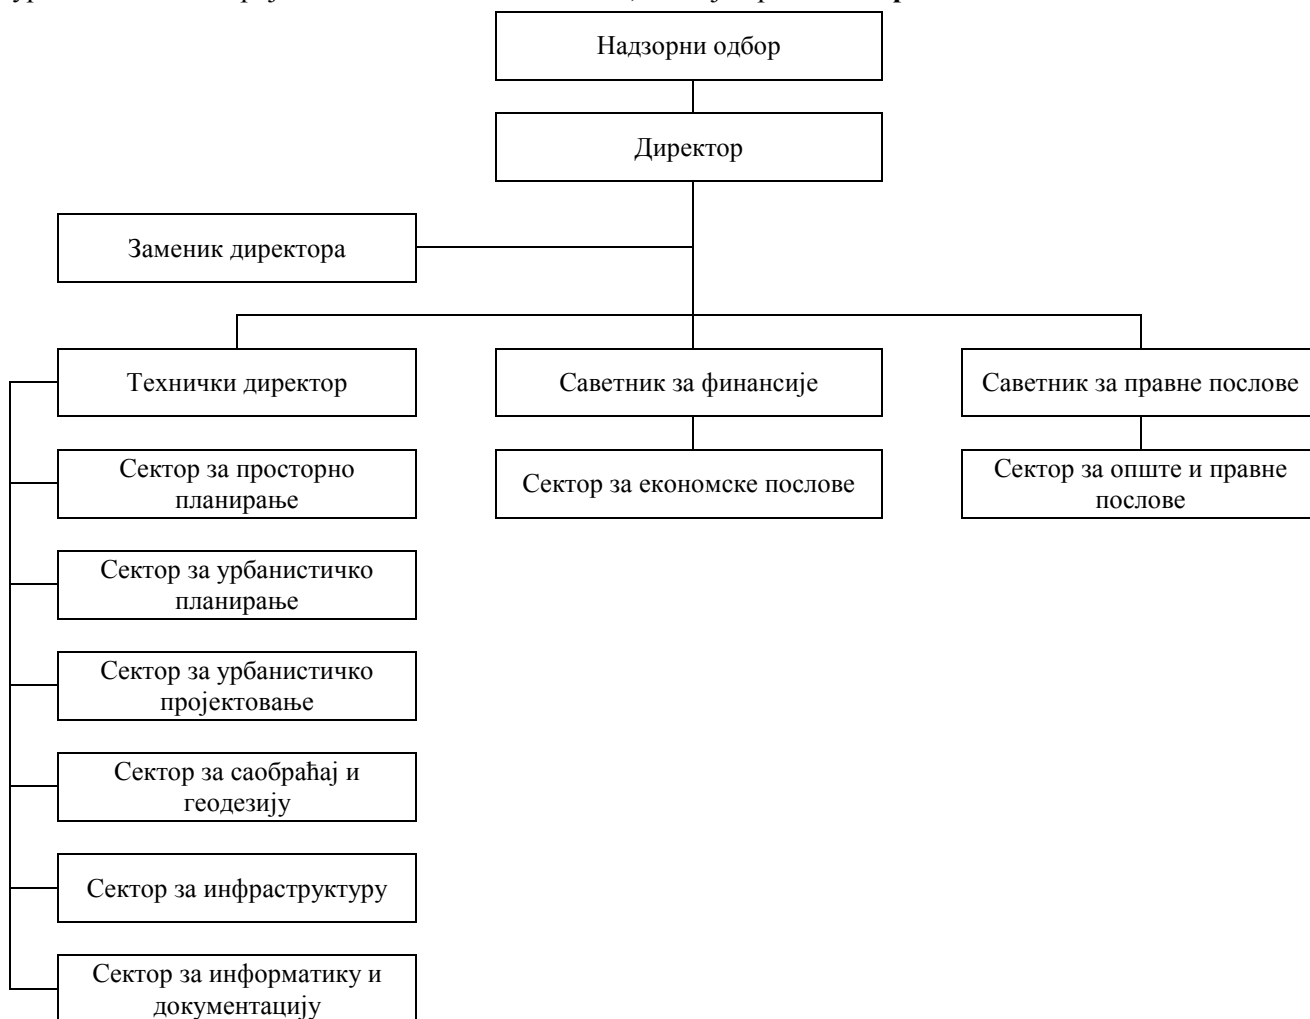 Надзорни одбор
Директор
Заменик директора
Технички директор
Саветник за финансије
Саветник за правне послове
Сектор за просторно
планирање
Сектор за економске послове
Сектор за опште и правне
послове
Сектор за урбанистичко
планирање
Сектор за урбанистичко
пројектовање
Сектор за саобраћај и
геодезију
Сектор за инфраструктуру
Сектор за информатику и
документацију